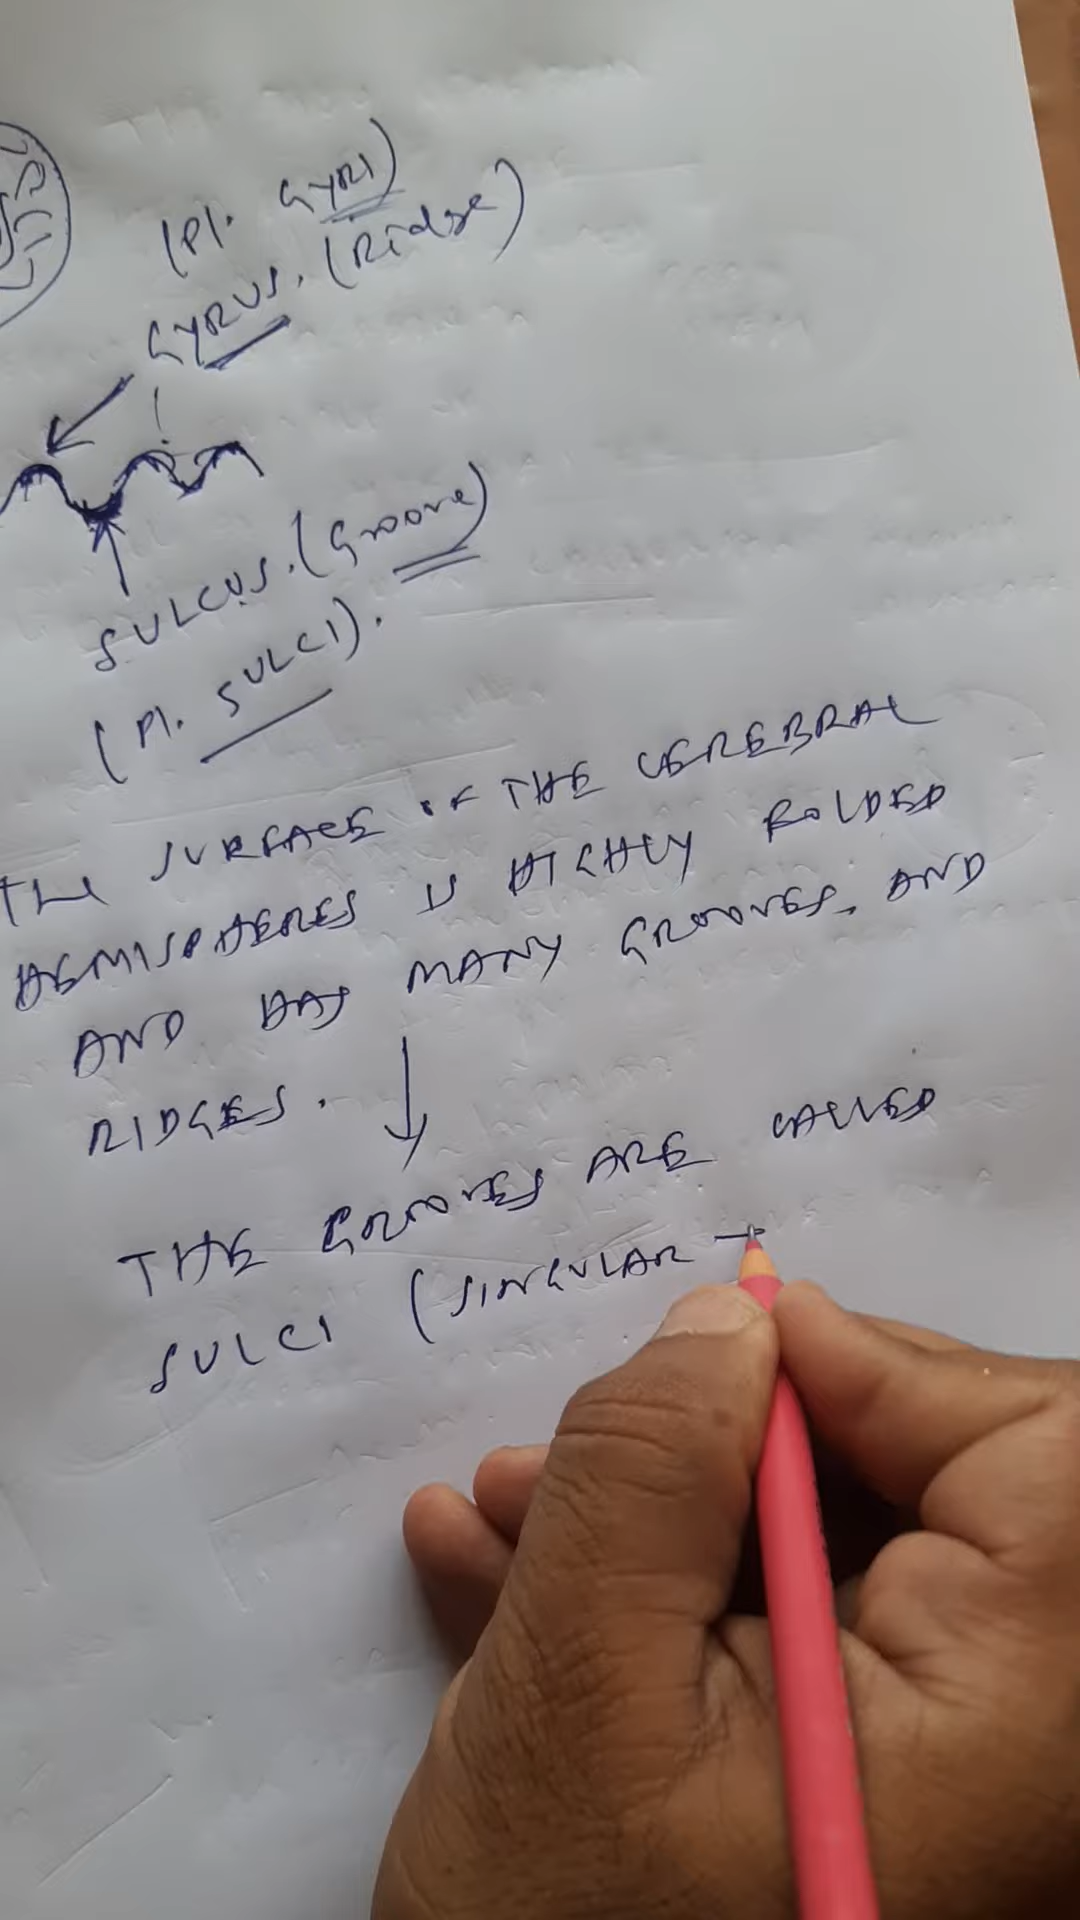 (Pl. GYRI)
GYRUS. (Ridge)
SULCUS. (Groove)
(Pl. SULCI).
THE SURFACE OF THE CEREBRAL
HEMISPHERES IS HIGHLY FOLDED
AND HAS MANY GROOVES, AND
RIDGES.
THE GROOVES ARE CALLED
SULCI (SINGULAR -